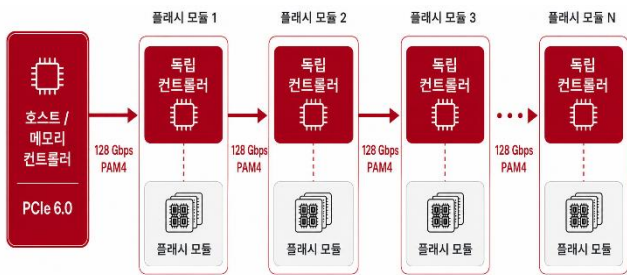 플래시 모듈 1
플래시 모듈 2
플래시 모듈 3
플래시 모듈 N
호스트 /
메모리
컨트롤러
PCIe 6.0
128 Gbps
PAM4
독립
컨트롤러
플래시 모듈
128 Gbps
PAM4
독립
컨트롤러
플래시 모듈
128 Gbps
PAM4
독립
컨트롤러
플래시 모듈
128 Gbps
PAM4
독립
컨트롤러
플래시 모듈